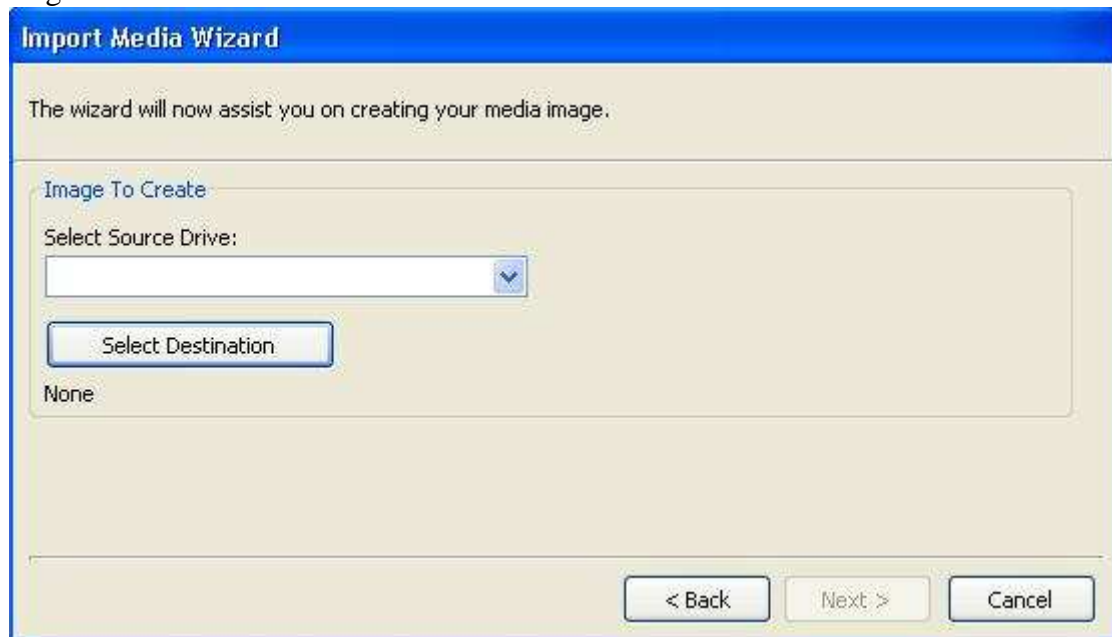 Import Media Wizard
The wizard will now assist you on creating your media image.
Image To Create
Select Source Drive:
Select Destination
None
< Back
Next >
Cancel